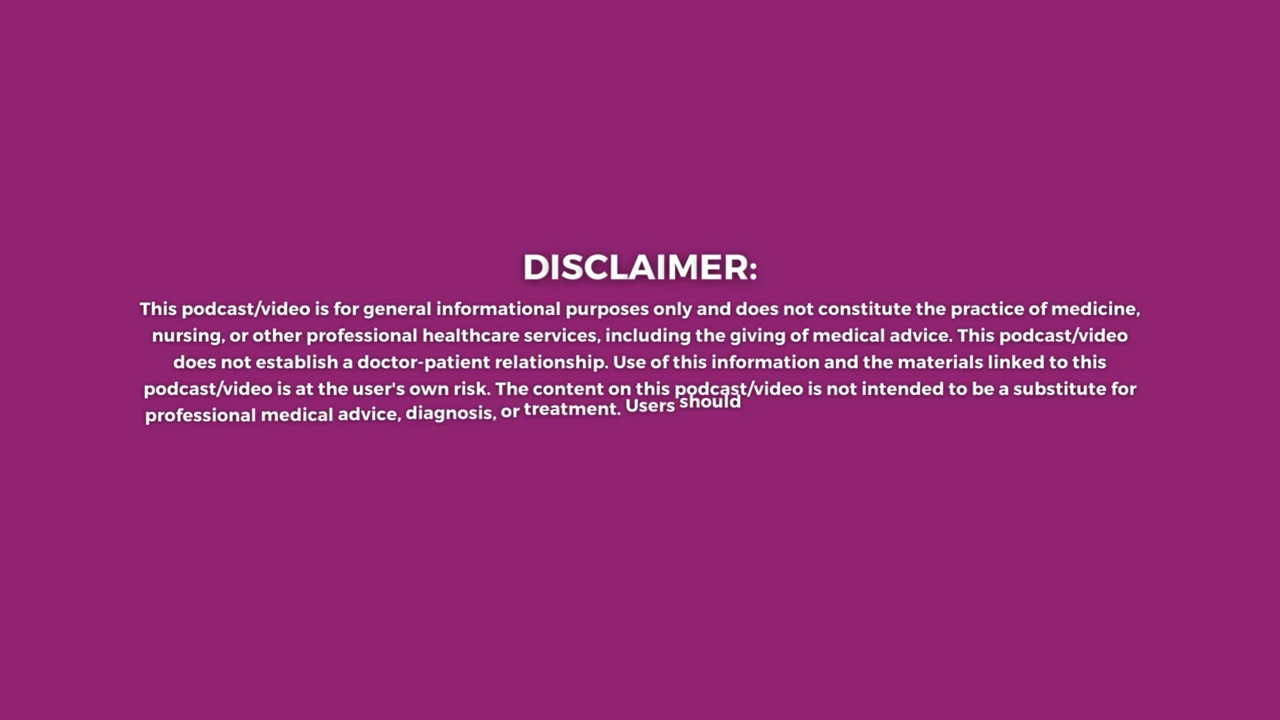 DISCLAIMER:
This podcast/video is for general informational purposes only and does not constitute the practice of medicine,
nursing, or other professional healthcare services, including the giving of medical advice. This podcast/video
does not establish a doctor-patient relationship. Use of this information and the materials linked to this
podcast/video is at the user's own risk. The content on this podcast/video is not intended to be a substitute for
professional medical advice, diagnosis, or treatment. Users should